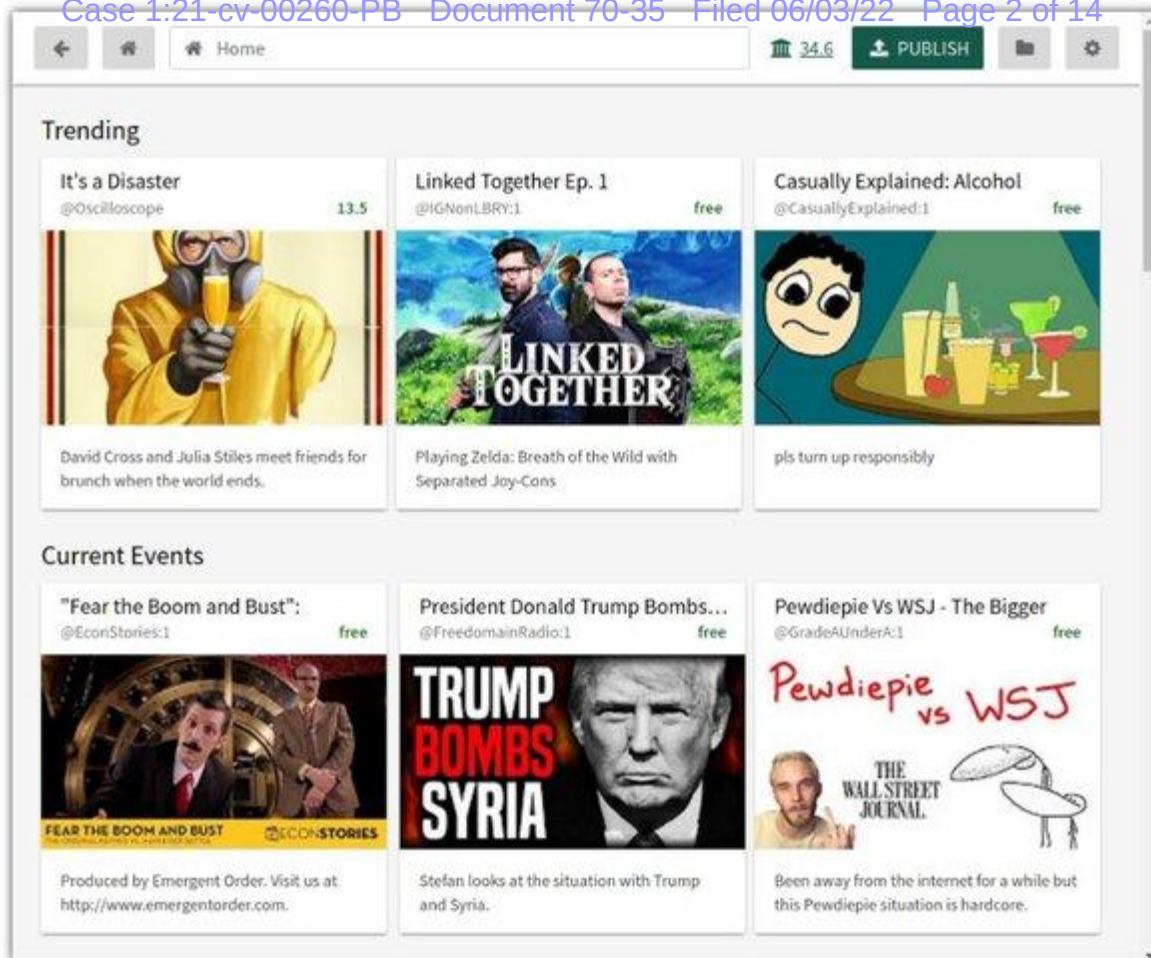 Case 1:21-cv-00260-PB Document 70-35 Filed 06/03/22 Page 2 of 14
Home
34.6
PUBLISH
Trending
It's a Disaster
@Oscilloscope
13.5
David Cross and Julia Stiles meet friends for
brunch when the world ends.
Linked Together Ep. 1
@IGNonLBRY:1
free
LINKED
TOGETHER
Playing Zelda: Breath of the Wild with
Separated Joy-Cons
Casually Explained: Alcohol
@CasuallyExplained:1
free
pls turn up responsibly
Current Events
"Fear the Boom and Bust":
@EconStories:1
free
FEAR THE BOOM AND BUST
ECONSTORIES
Produced by Emergent Order. Visit us at
http://www.emergentorder.com.
President Donald Trump Bombs...
@FreedomainRadio:1
free
TRUMP
BOMBS
SYRIA
Stefan looks at the situation with Trump
and Syria.
Pewdiepie Vs WSJ - The Bigger
@GradeAUnderA:1
free
Pewdiepie
vs WSJ
THE
WALL STREET
JOURNAL.
Been away from the internet for a while but
this Pewdiepie situation is hardcore.